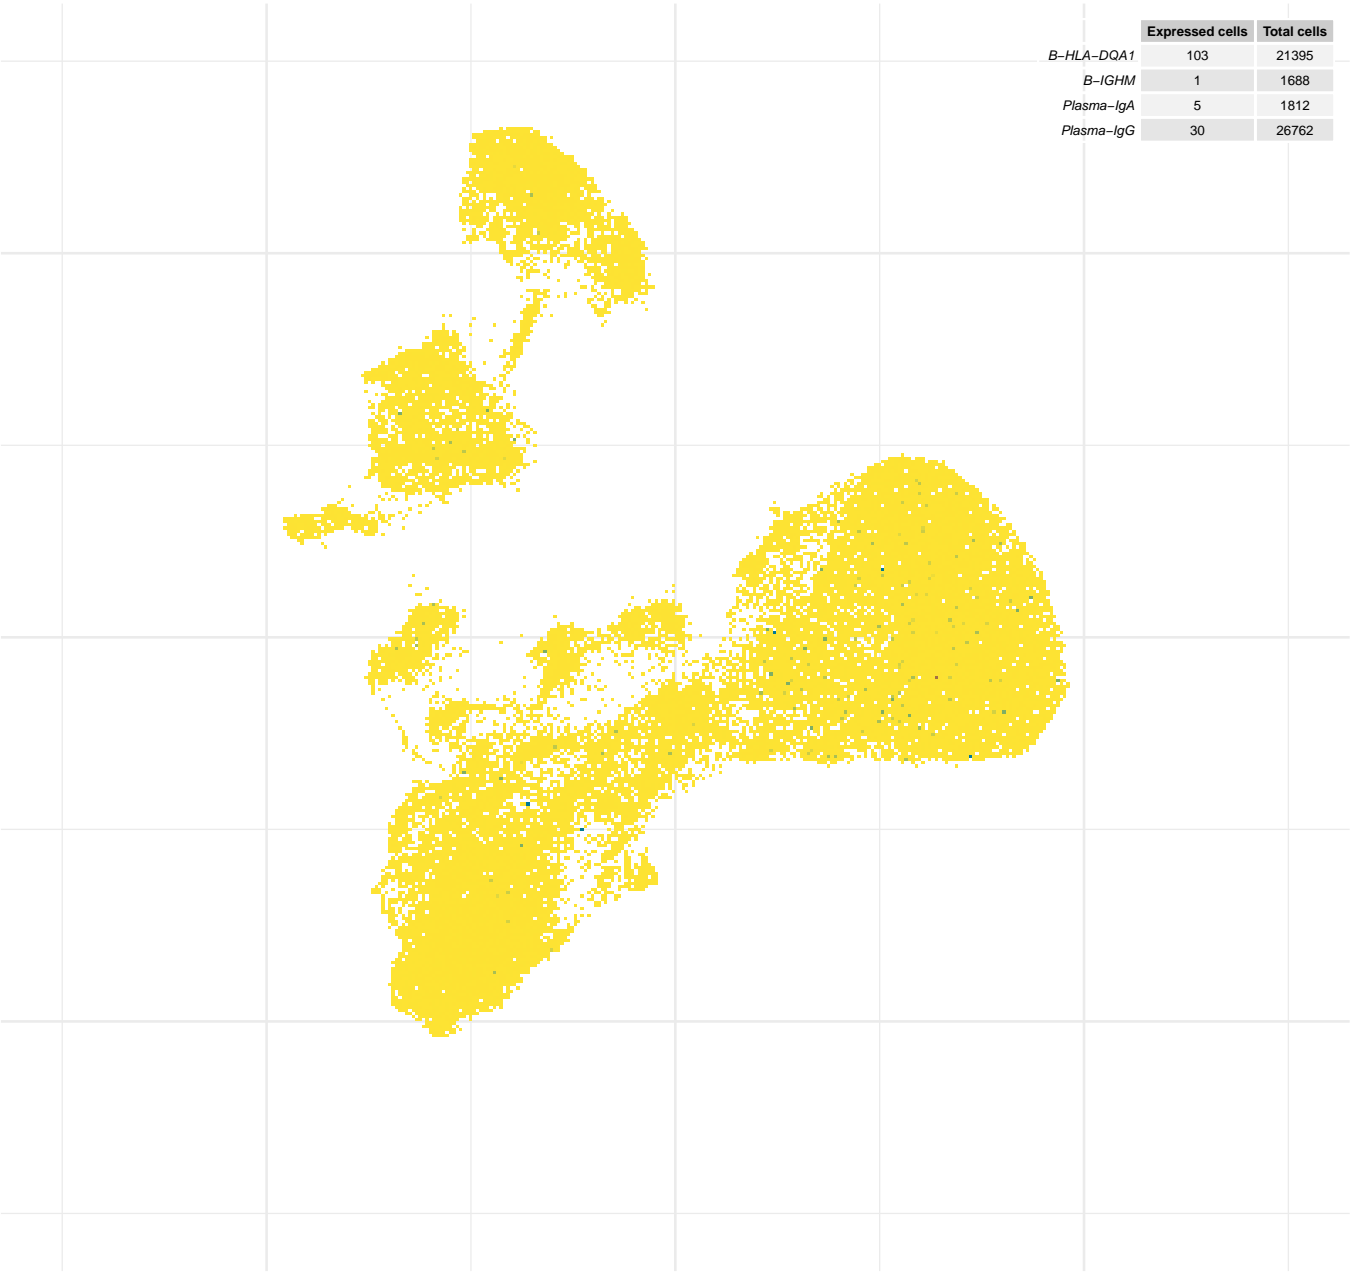 Expressed cells Total cells
B−HLA−DQA1 103 21395
B−IGHM 1 1688
Plasma−IgA 5 1812
Plasma−IgG 30 26762